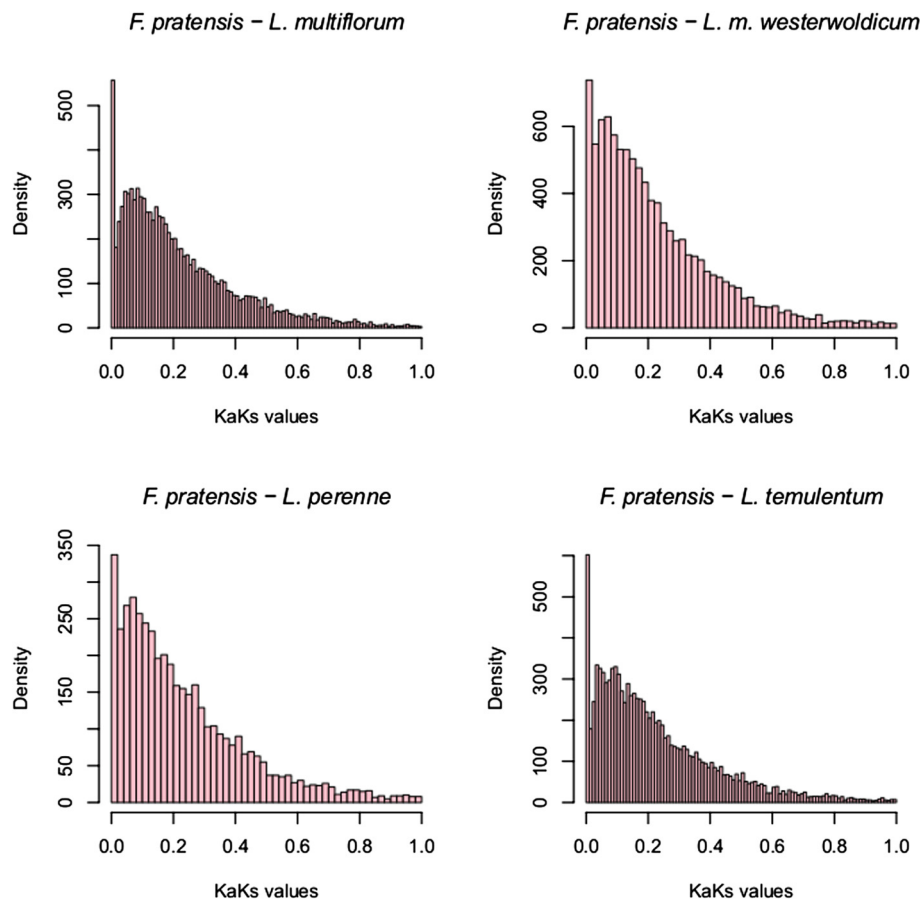 F. pratensis − L. multiflorum
Density
0
100
300
500
0.0 0.2 0.4 0.6 0.8 1.0
KaKs values
F. pratensis − L. m. westerwoldicum
Density
0
200
400
600
0.0 0.2 0.4 0.6 0.8 1.0
KaKs values
F. pratensis − L. perenne
Density
0
50
150
250
350
0.0 0.2 0.4 0.6 0.8 1.0
KaKs values
F. pratensis − L. temulentum
Density
0
100
300
500
0.0 0.2 0.4 0.6 0.8 1.0
KaKs values